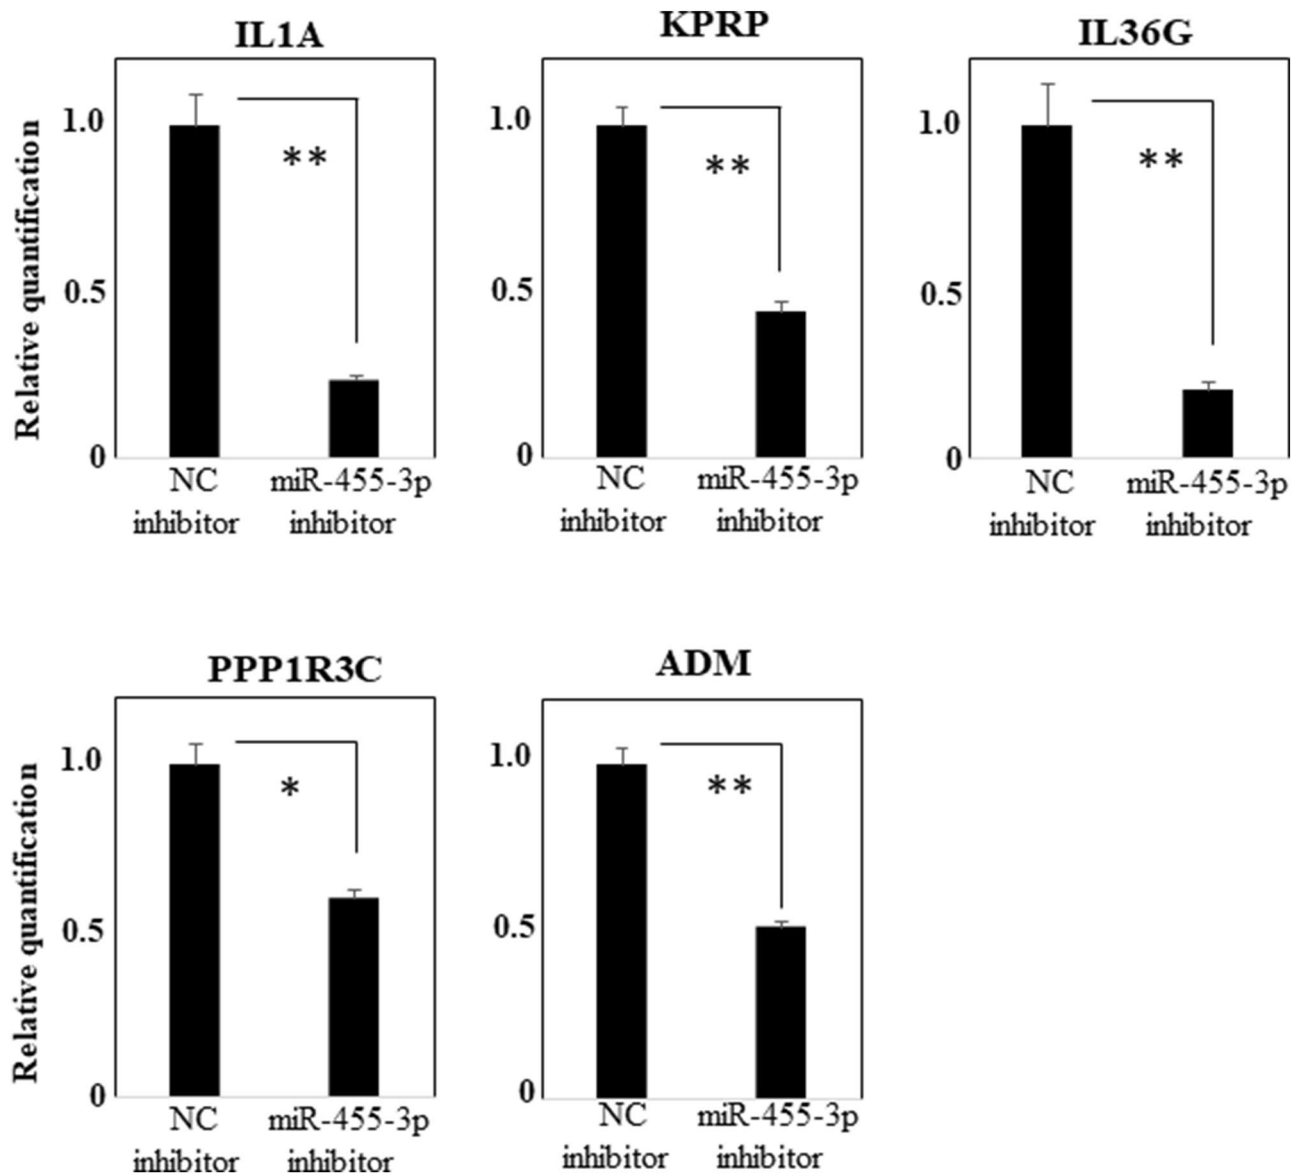 IL1A
KPRP
IL36G
Relative quantification
1.0
0.5
0
**
NC
inhibitor
miR-455-3p
inhibitor
1.0
0.5
0
**
NC
inhibitor
miR-455-3p
inhibitor
1.0
0.5
0
**
NC
inhibitor
miR-455-3p
inhibitor
PPP1R3C
ADM
Relative quantification
1.0
0.5
0
*
NC
inhibitor
miR-455-3p
inhibitor
1.0
0.5
0
**
NC
inhibitor
miR-455-3p
inhibitor